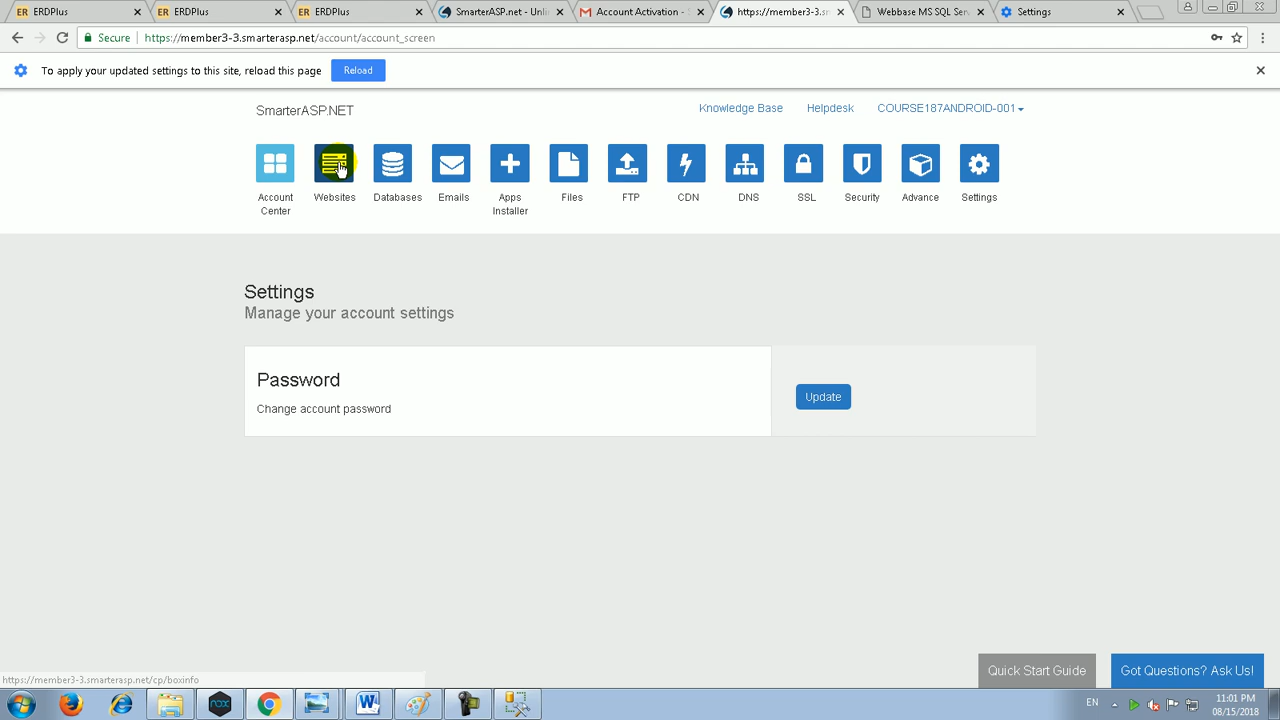 ERDPlus
ERDPlus
ERDPlus
SmarterASP.net - Unli
Account Activation -
https://member3-3.sm
Webbase MS SQL Serv
Settings
Secure
https://member3-3.smarterasp.net/account/account_screen
To apply your updated settings to this site, reload this page
Reload
SmarterASP.NET
Knowledge Base
Helpdesk
COURSE187ANDROID-001
Account
Center
Websites
Databases
Emails
Apps
Installer
Files
FTP
CDN
DNS
SSL
Security
Advance
Settings
Settings
Manage your account settings
Password
Change account password
Update
Quick Start Guide
Got Questions? Ask Us!
https://member3-3.smarterasp.net/cp/boxinfo
nox
EN
11:01 PM
08/15/2018